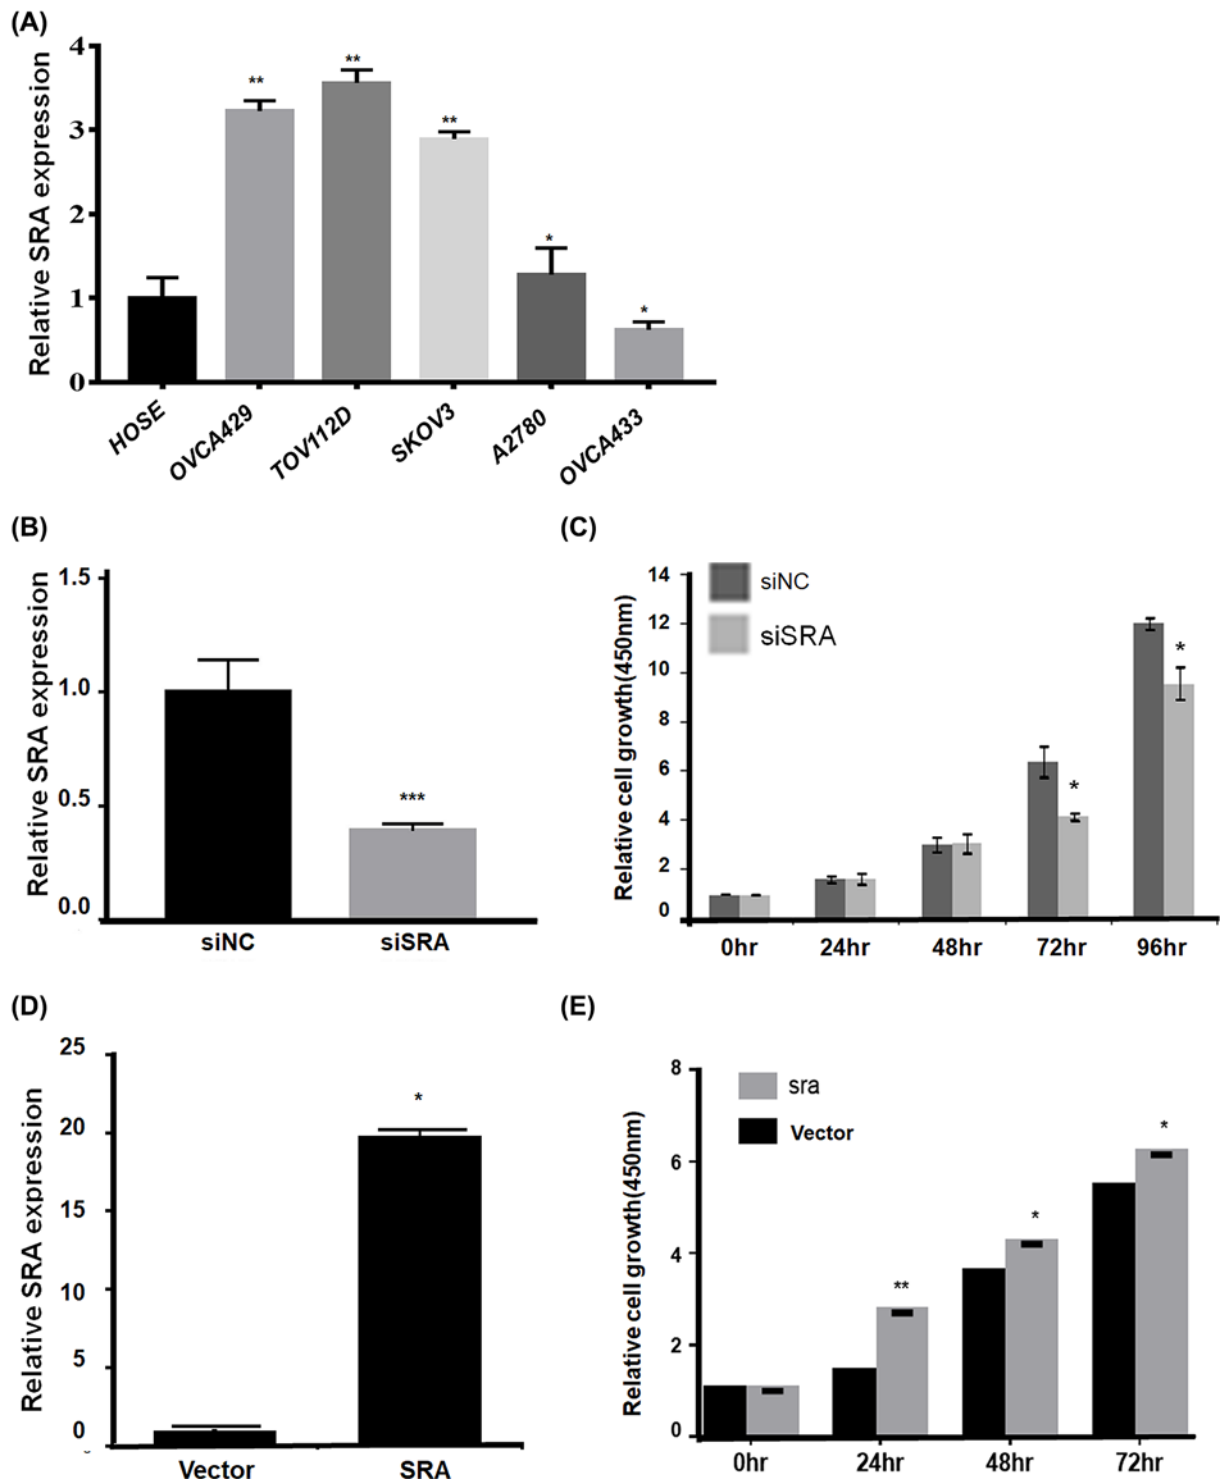 (A)
Relative SRA expression
4
3
2
1
0
**
**
**
*
*
HOSE
OVCA429
TOV112D
SKOV3
A2780
OVCA433
(B)
Relative SRA expression
1.5
1.0
0.5
0.0
***
siNC
siSRA
(C)
Relative cell growth(450nm)
14
12
10
8
6
4
2
0
siNC
siSRA
*
*
0hr
24hr
48hr
72hr
96hr
(D)
Relative SRA expression
25
20
15
10
5
0
*
Vector
SRA
(E)
Relative cell growth(450nm)
8
6
4
2
0
sra
Vector
**
*
*
0hr
24hr
48hr
72hr